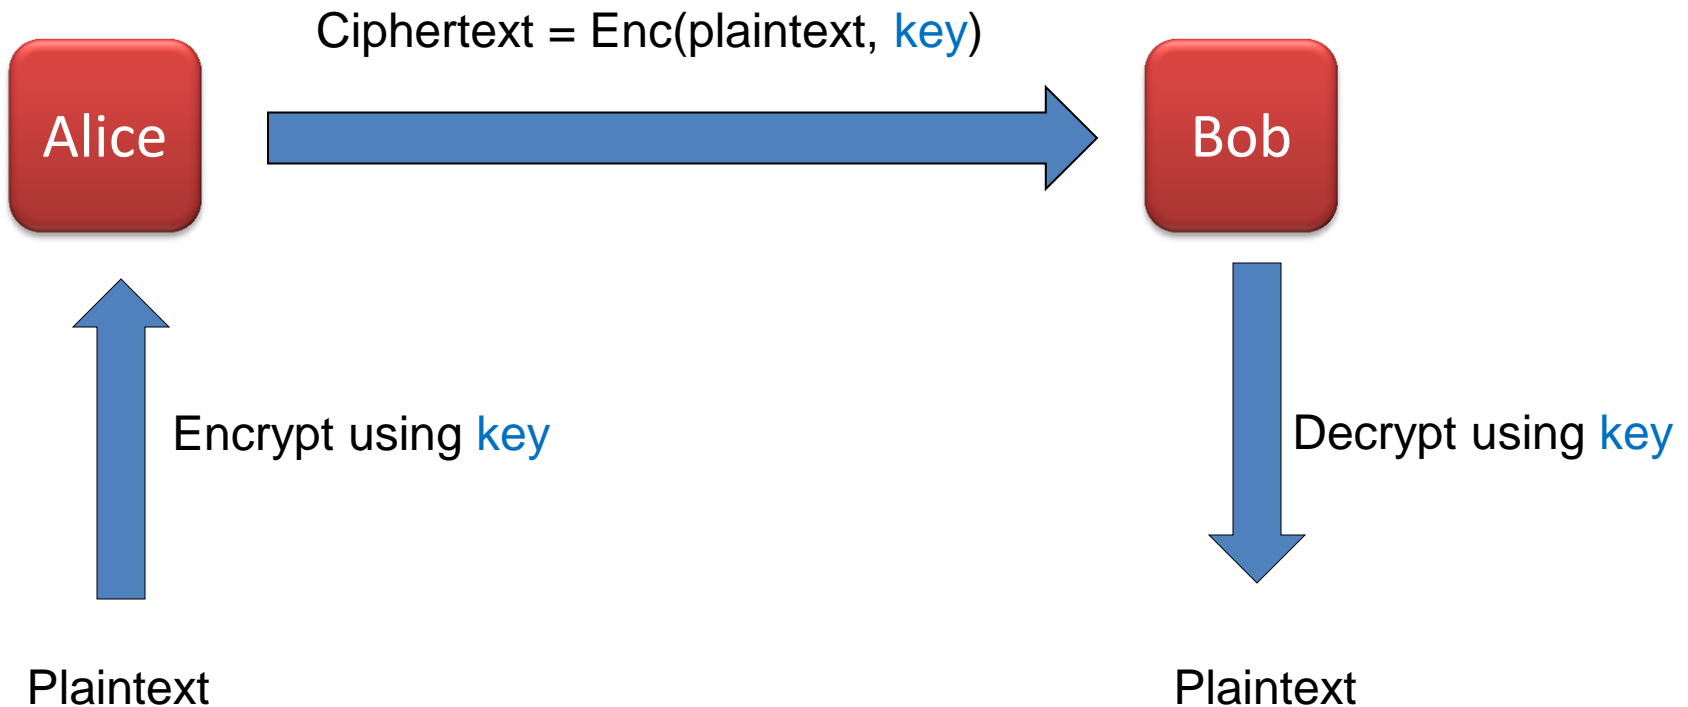 Ciphertext = Enc(plaintext, key)
Alice
Bob
Encrypt using key
Decrypt using key
Plaintext
Plaintext